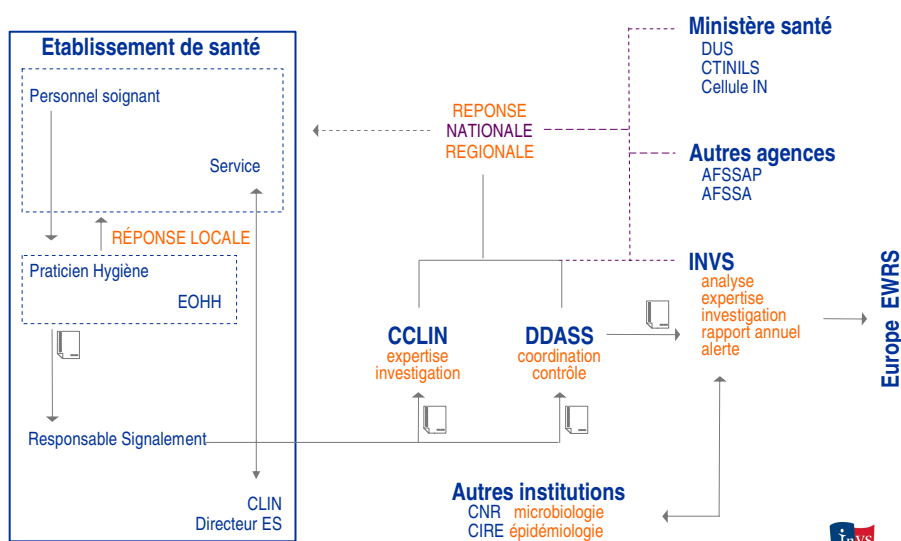 Etablissement de santé
Personnel soignant
Service
RÉPONSE LOCALE
Praticien Hygiène
EOHH
Responsable Signalement
CLIN
Directeur ES
REPONSE
NATIONALE
REGIONALE
CCLIN
expertise
investigation
DDASS
coordination
contrôle
Ministère santé
DUS
CTINILS
Cellule IN
Autres agences
AFSSAP
AFSSA
INVS
analyse
expertise
investigation
rapport annuel
alerte
Europe EWRS
Autres institutions
CNR microbiologie
CIRE épidémiologie
InVS